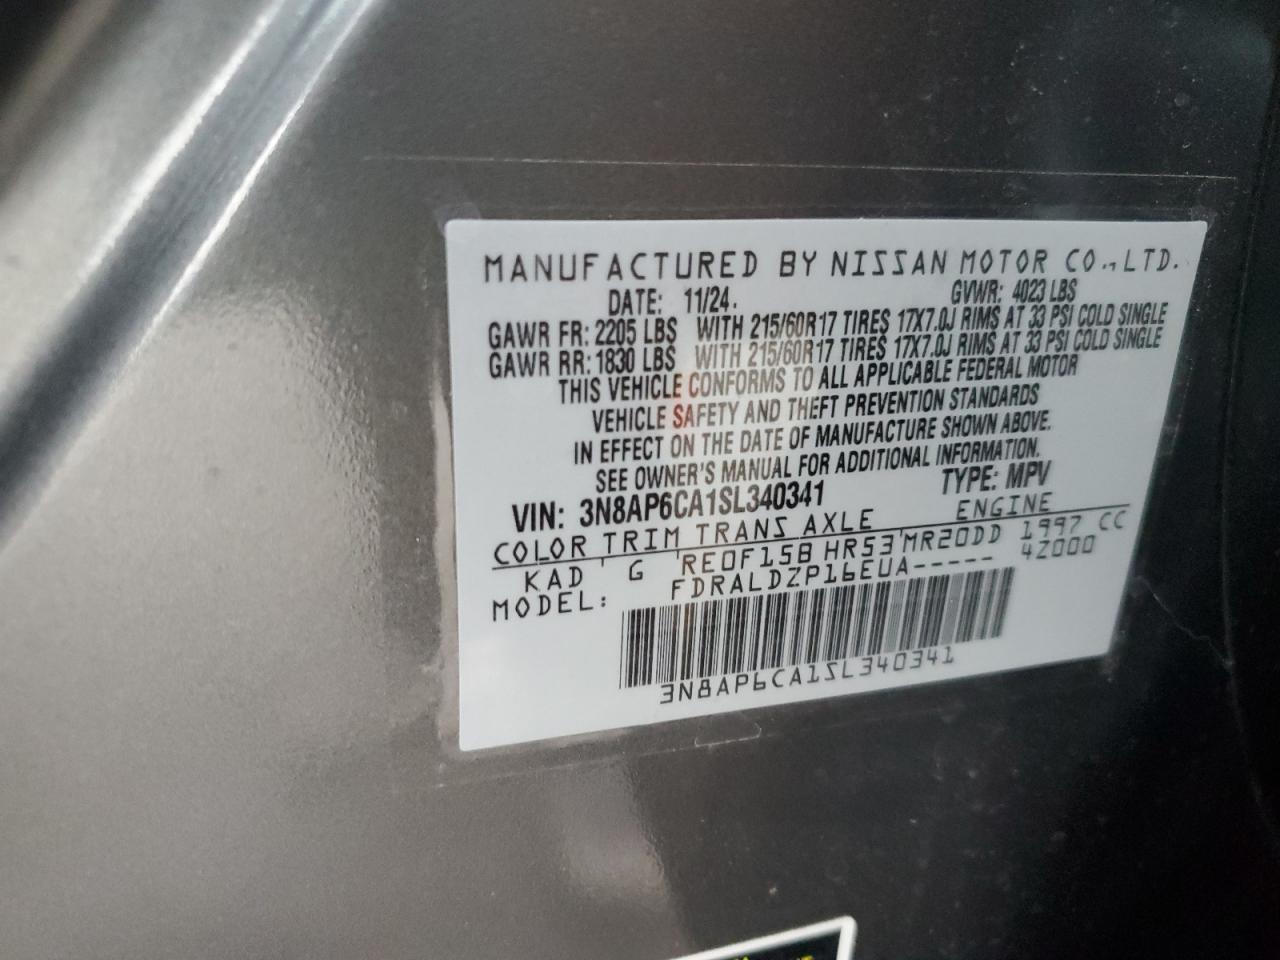 MANUFACTURED BY NISSAN MOTOR CO.,LTD.
DATE: 11/24. GVWR: 4023 LBS
GAWR FR: 2205 LBS WITH 215/60R17 TIRES 17X7.0J RIMS AT 33 PSI COLD SINGLE
GAWR RR: 1830 LBS WITH 215/60R17 TIRES 17X7.0J RIMS AT 33 PSI COLD SINGLE
THIS VEHICLE CONFORMS TO ALL APPLICABLE FEDERAL MOTOR
VEHICLE SAFETY AND THEFT PREVENTION STANDARDS
IN EFFECT ON THE DATE OF MANUFACTURE SHOWN ABOVE.
SEE OWNER'S MANUAL FOR ADDITIONAL INFORMATION.
VIN: 3N8AP6CA1SL340341 TYPE: MPV
COLOR TRIM TRANS AXLE ENGINE
KAD G RE0F15B HR53 MR20DD 1997 CC
MODEL: FDRALDZP16EUA----- 4Z000
3N8AP6CA1SL340341